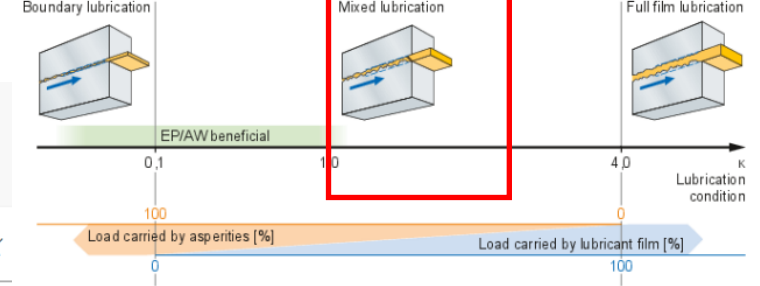 Boundary lubrication
Mixed lubrication
Full film lubrication
EP/AW beneficial
0,1
1,0
4,0
κ
Lubrication
condition
100
0
Load carried by asperities [%]
Load carried by lubricant film [%]
0
100